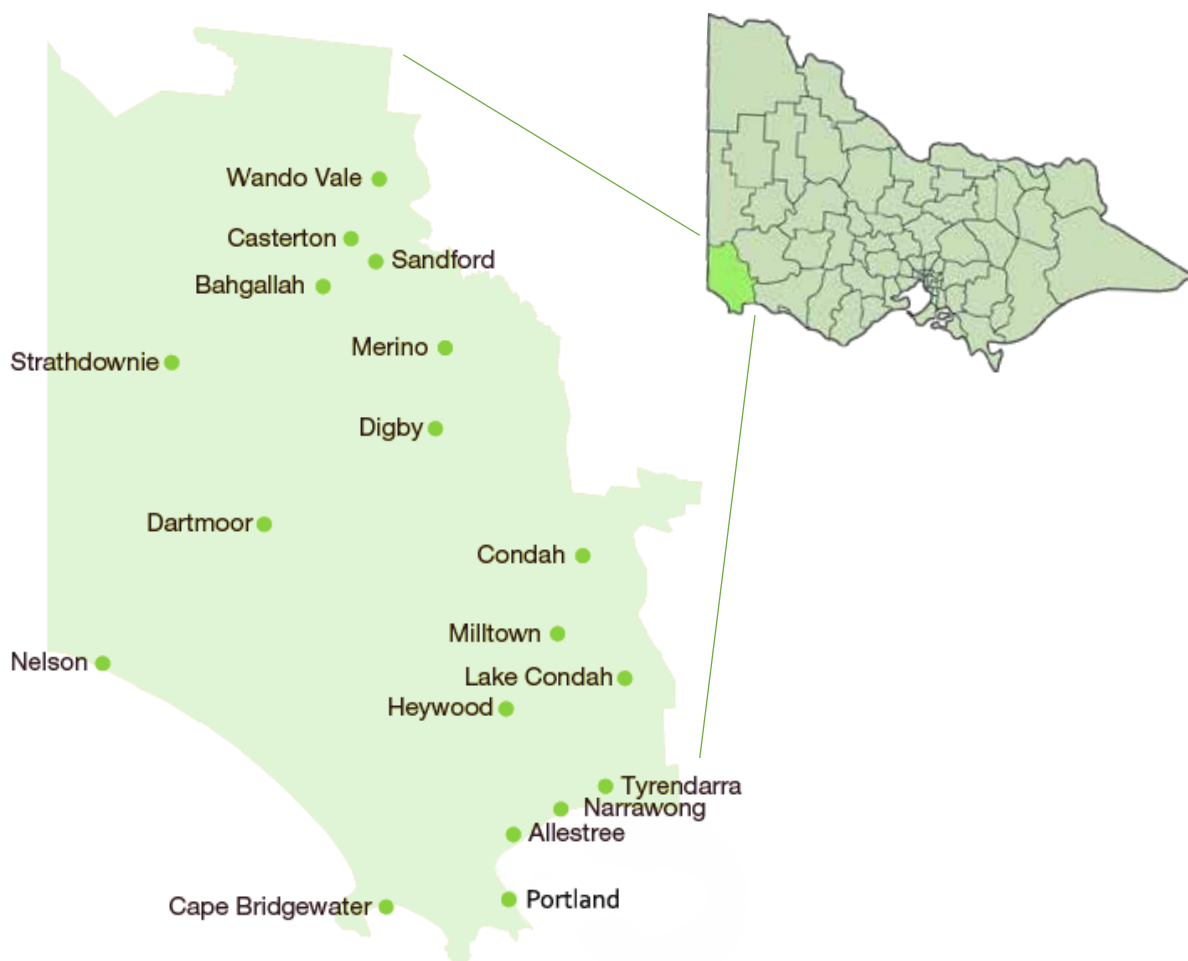 Wando Vale
Casterton
Sandford
Bahgallah
Merino
Strathdownie
Digby
Dartmoor
Condah
Milltown
Nelson
Lake Condah
Heywood
Tyrendarra
Narrawong
Allestree
Portland
Cape Bridgewater